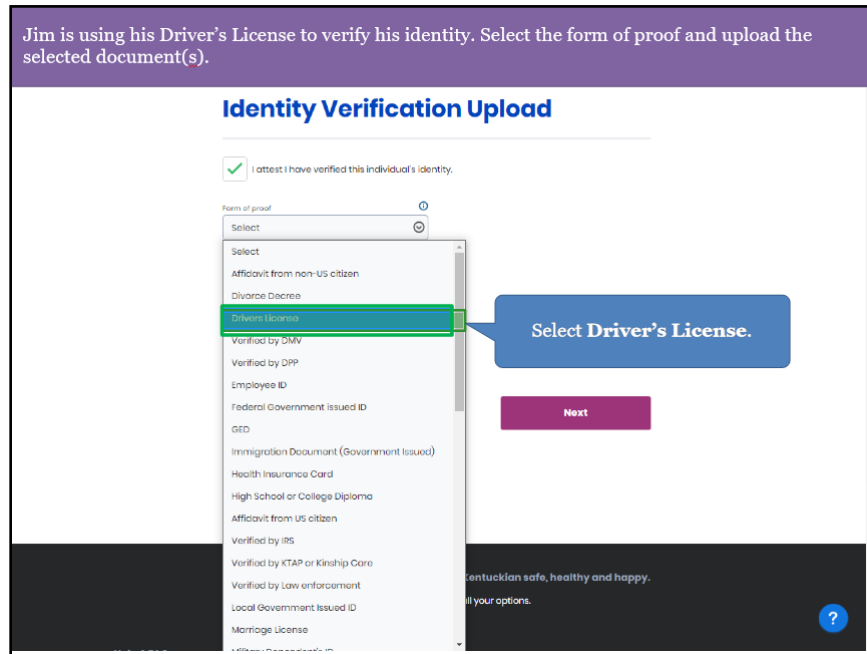 Jim is using his Driver’s License to verify his identity. Select the form of proof and upload the
selected document(s).
Identity Verification Upload
I attest I have verified this individual's identity.
Form of proof
Select
Select
Affidavit from non-US citizen
Divorce Decree
Drivers License
Select Driver’s License.
Verified by DMV
Verified by DPP
Employee ID
Federal Government issued ID
Next
GED
Immigration Document (Government Issued)
Health Insurance Card
High School or College Diploma
Affidavit from US citizen
Verified by IRS
Verified by KTAP or Kinship Care
entuckian safe, healthy and happy.
Verified by Law enforcement
ll your options.
Local Government Issued ID
?
Marriage License
Military Dependent's ID